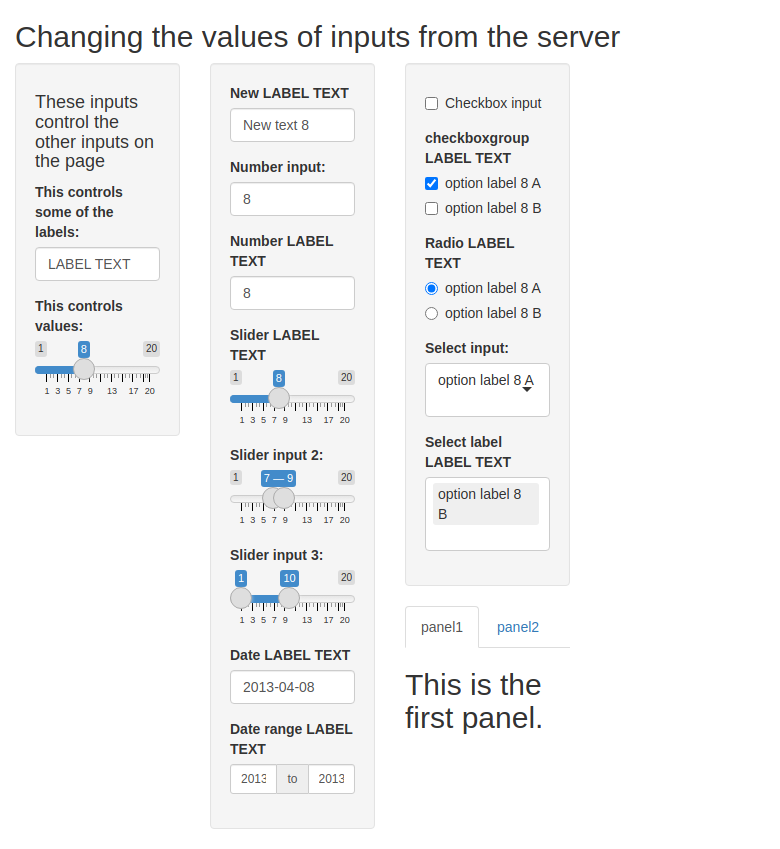 Changing the values of inputs from the server
These inputs
control the
other inputs on
the page
This controls
some of the
labels:
LABEL TEXT
This controls
values:
1 8 20
1 3 5 7 9 13 17 20
New LABEL TEXT
New text 8
Number input:
8
Number LABEL
TEXT
8
Slider LABEL
TEXT
1 8 20
1 3 5 7 9 13 17 20
Slider input 2:
1 7 — 9 20
1 3 5 7 9 13 17 20
Slider input 3:
1 10 20
1 3 5 7 9 13 17 20
Date LABEL TEXT
2013-04-08
Date range LABEL
TEXT
2013 to 2013
Checkbox input
checkboxgroup
LABEL TEXT
option label 8 A
option label 8 B
Radio LABEL
TEXT
option label 8 A
option label 8 B
Select input:
option label 8 A
Select label
LABEL TEXT
option label 8
B
panel1 panel2
This is the
first panel.